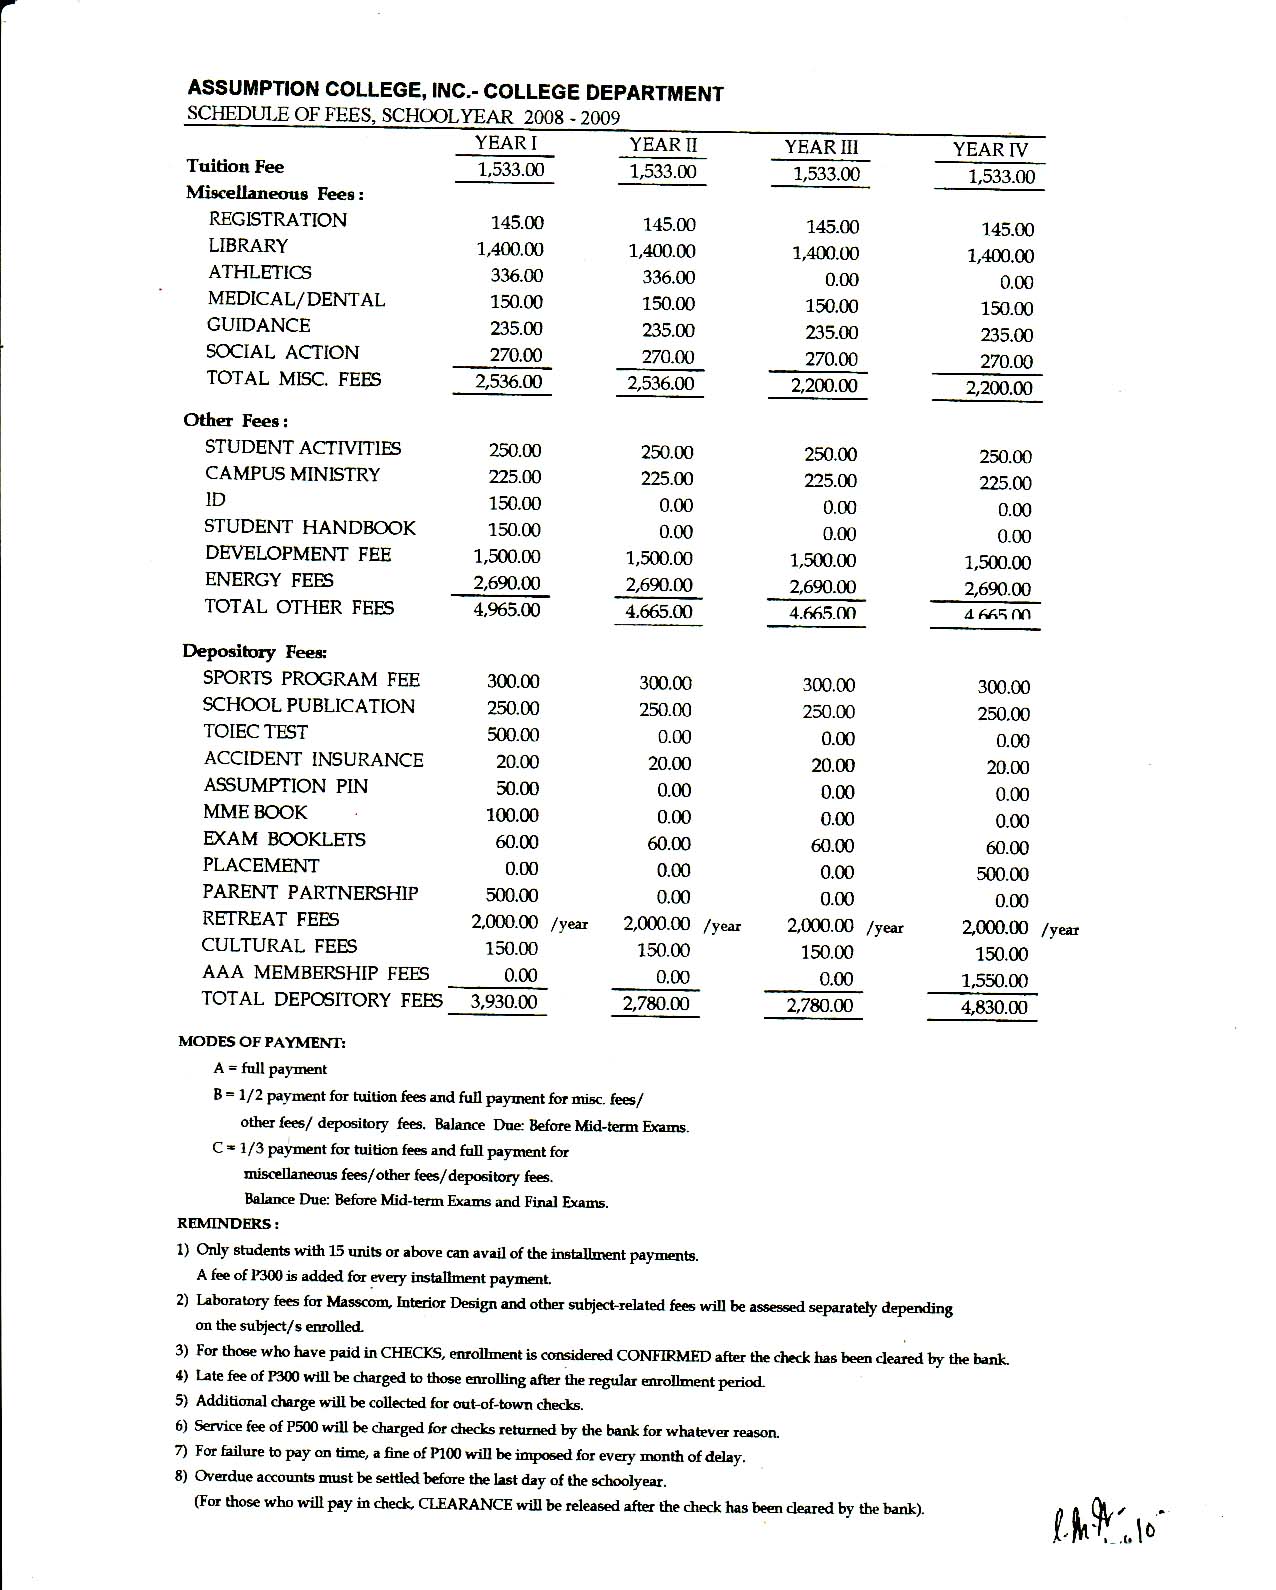 ASSUMPTION COLLEGE, INC.- COLLEGE DEPARTMENT
SCHEDULE OF FEES, SCHOOLYEAR 2008 - 2009
YEAR I YEAR II YEAR III YEAR IV
Tuition Fee 1,533.00 1,533.00 1,533.00 1,533.00
Miscellaneous Fees :
REGISTRATION 145.00 145.00 145.00 145.00
LIBRARY 1,400.00 1,400.00 1,400.00 1,400.00
ATHLETICS 336.00 336.00 0.00 0.00
MEDICAL/DENTAL 150.00 150.00 150.00 150.00
GUIDANCE 235.00 235.00 235.00 235.00
SOCIAL ACTION 270.00 270.00 270.00 270.00
TOTAL MISC. FEES 2,536.00 2,536.00 2,200.00 2,200.00
Other Fees :
STUDENT ACTIVITIES 250.00 250.00 250.00 250.00
CAMPUS MINISTRY 225.00 225.00 225.00 225.00
ID 150.00 0.00 0.00 0.00
STUDENT HANDBOOK 150.00 0.00 0.00 0.00
DEVELOPMENT FEE 1,500.00 1,500.00 1,500.00 1,500.00
ENERGY FEES 2,690.00 2,690.00 2,690.00 2,690.00
TOTAL OTHER FEES 4,965.00 4,665.00 4,665.00 4,665.00
Depository Fees:
SPORTS PROGRAM FEE 300.00 300.00 300.00 300.00
SCHOOL PUBLICATION 250.00 250.00 250.00 250.00
TOIEC TEST 500.00 0.00 0.00 0.00
ACCIDENT INSURANCE 20.00 20.00 20.00 20.00
ASSUMPTION PIN 50.00 0.00 0.00 0.00
MME BOOK 100.00 0.00 0.00 0.00
EXAM BOOKLETS 60.00 60.00 60.00 60.00
PLACEMENT 0.00 0.00 0.00 500.00
PARENT PARTNERSHIP 500.00 0.00 0.00 0.00
RETREAT FEES 2,000.00 /year 2,000.00 /year 2,000.00 /year 2,000.00 /year
CULTURAL FEES 150.00 150.00 150.00 150.00
AAA MEMBERSHIP FEES 0.00 0.00 0.00 1,550.00
TOTAL DEPOSITORY FEES 3,930.00 2,780.00 2,780.00 4,830.00
MODES OF PAYMENT:
A = full payment
B = 1/2 payment for tuition fees and full payment for misc. fees/
other fees/ depository fees. Balance Due: Before Mid-term Exams.
C = 1/3 payment for tuition fees and full payment for
miscellaneous fees/other fees/depository fees.
Balance Due: Before Mid-term Exams and Final Exams.
REMINDERS :
1) Only students with 15 units or above can avail of the installment payments.
A fee of P300 is added for every installment payment.
2) Laboratory fees for Masscom, Interior Design and other subject-related fees will be assessed separately depending
on the subject/s enrolled.
3) For those who have paid in CHECKS, enrollment is considered CONFIRMED after the check has been cleared by the bank.
4) Late fee of P300 will be charged to those enrolling after the regular enrollment period.
5) Additional charge will be collected for out-of-town checks.
6) Service fee of P500 will be charged for checks returned by the bank for whatever reason.
7) For failure to pay on time, a fine of P100 will be imposed for every month of delay.
8) Overdue accounts must be settled before the last day of the schoolyear.
(For those who will pay in check, CLEARANCE will be released after the check has been cleared by the bank).